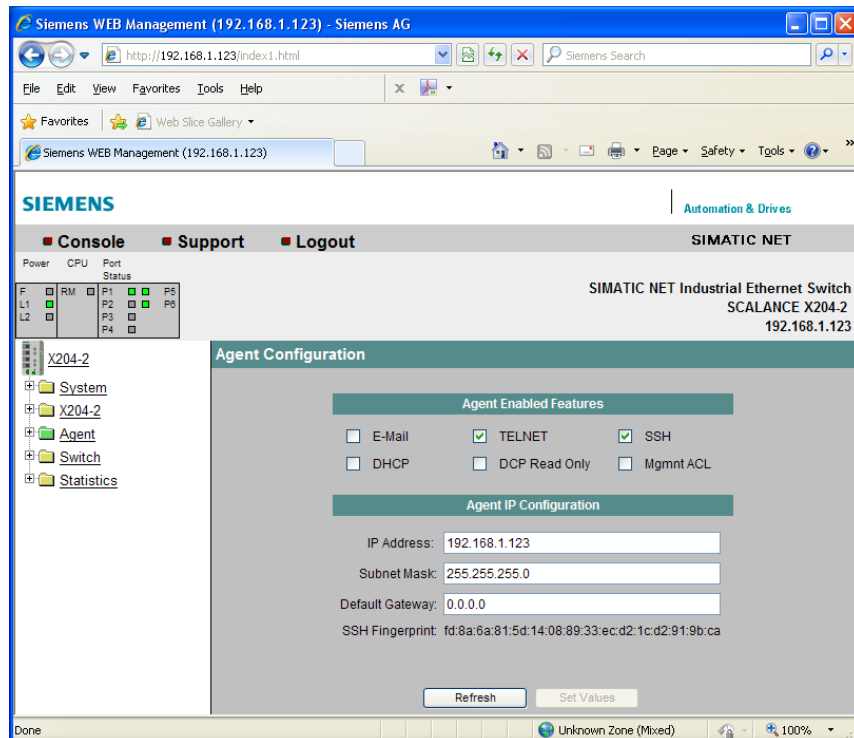 Siemens WEB Management (192.168.1.123) - Siemens AG
http://192.168.1.123/index1.html
Siemens Search
File Edit View Favorites Tools Help
x
Favorites Web Slice Gallery
Siemens WEB Management (192.168.1.123)
Page Safety Tools »
SIEMENS
Automation & Drives
Console Support Logout SIMATIC NET
Power CPU Port Status
F RM P1 P5
L1 P2 P6
L2 P3
P4
SIMATIC NET Industrial Ethernet Switch
SCALANCE X204-2
192.168.1.123
X204-2
System
X204-2
Agent
Switch
Statistics
Agent Configuration
Agent Enabled Features
E-Mail TELNET SSH
DHCP DCP Read Only Mgmnt ACL
Agent IP Configuration
IP Address: 192.168.1.123
Subnet Mask: 255.255.255.0
Default Gateway: 0.0.0.0
SSH Fingerprint: fd:8a:6a:81:5d:14:08:89:33:ec:d2:1c:d2:91:9b:ca
Refresh Set Values
Done Unknown Zone (Mixed) 100%